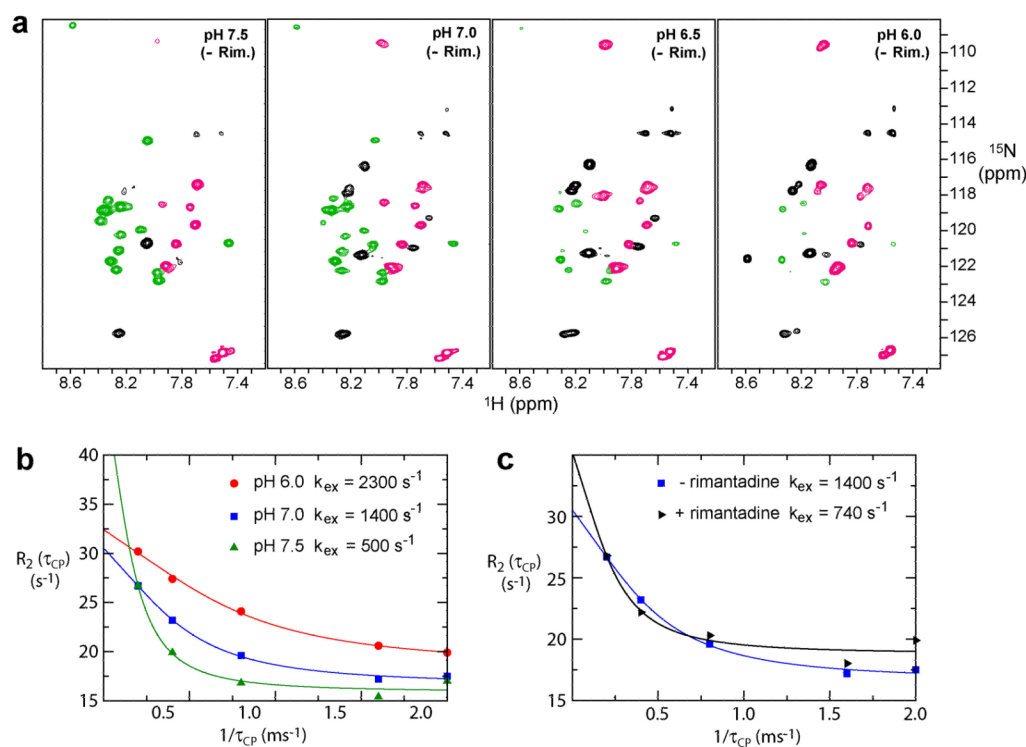 a
pH 7.5
(- Rim.)
pH 7.0
(- Rim.)
pH 6.5
(- Rim.)
pH 6.0
(- Rim.)
110
112
114
116
118
120
122
124
126
15N
(ppm)
8.6 8.2 7.8 7.4
8.6 8.2 7.8 7.4
8.6 8.2 7.8 7.4
8.6 8.2 7.8 7.4
1H (ppm)
b
R2 (τCP)
(s-1)
40
35
30
25
20
15
pH 6.0 kex = 2300 s-1
pH 7.0 kex = 1400 s-1
pH 7.5 kex = 500 s-1
0.5 1.0 1.5 2.0
1/τCP (ms-1)
c
R2 (τCP)
(s-1)
30
25
20
15
- rimantadine kex = 1400 s-1
+ rimantadine kex = 740 s-1
0.5 1.0 1.5 2.0
1/τCP (ms-1)